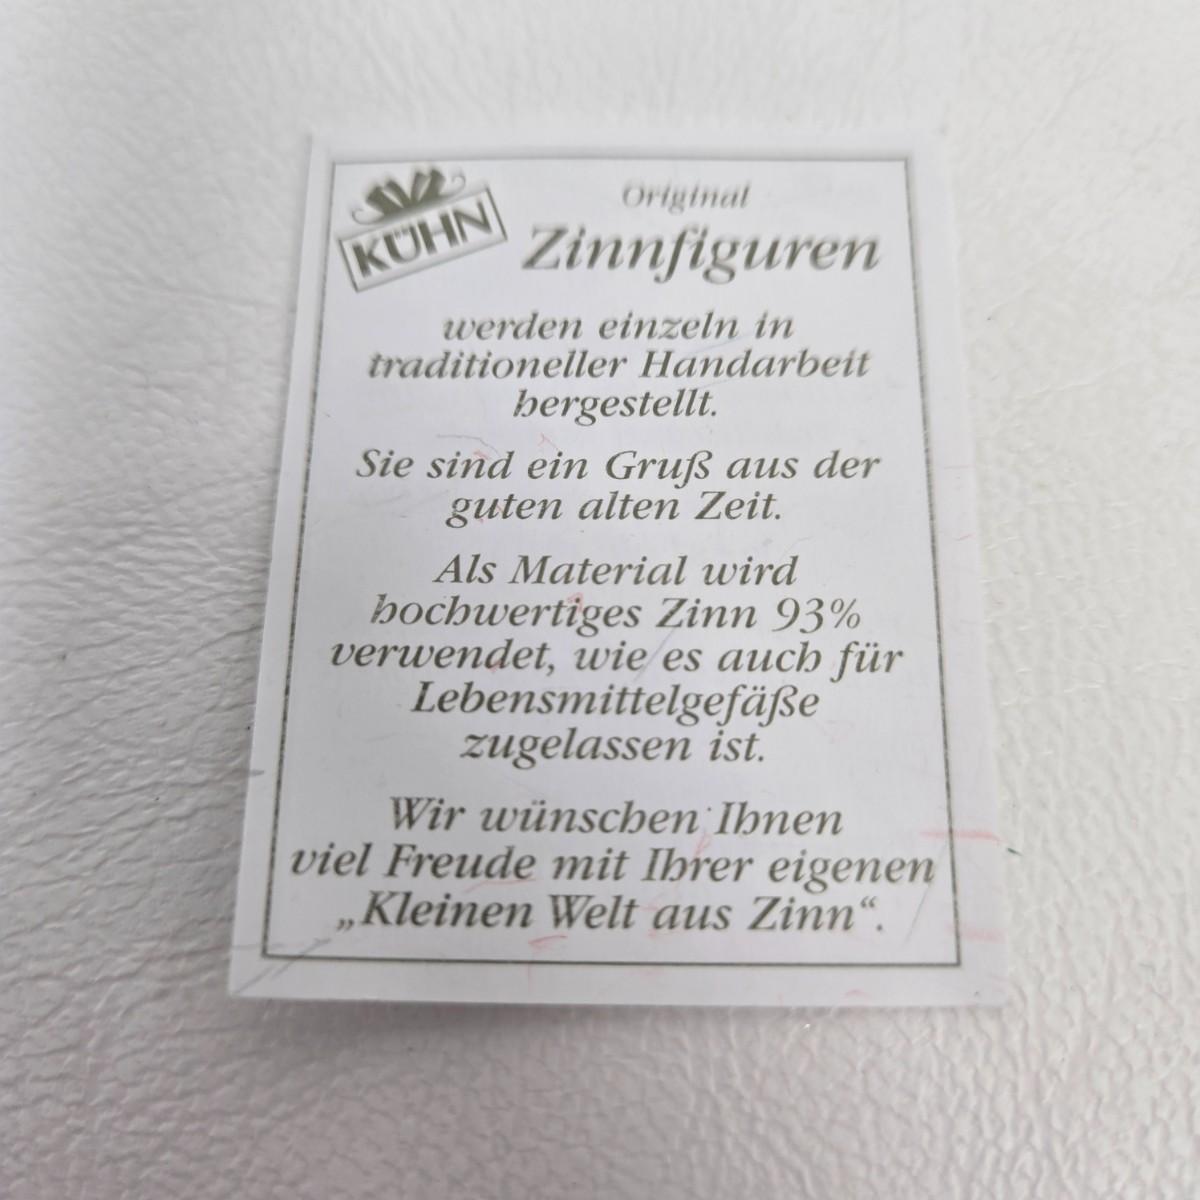 KÜHN
Original
Zinnfiguren
werden einzeln in
traditioneller Handarbeit
hergestellt.
Sie sind ein Gruß aus der
guten alten Zeit.
Als Material wird
hochwertiges Zinn 93%
verwendet, wie es auch für
Lebensmittelgefäße
zugelassen ist.
Wir wünschen Ihnen
viel Freude mit Ihrer eigenen
„Kleinen Welt aus Zinn“.